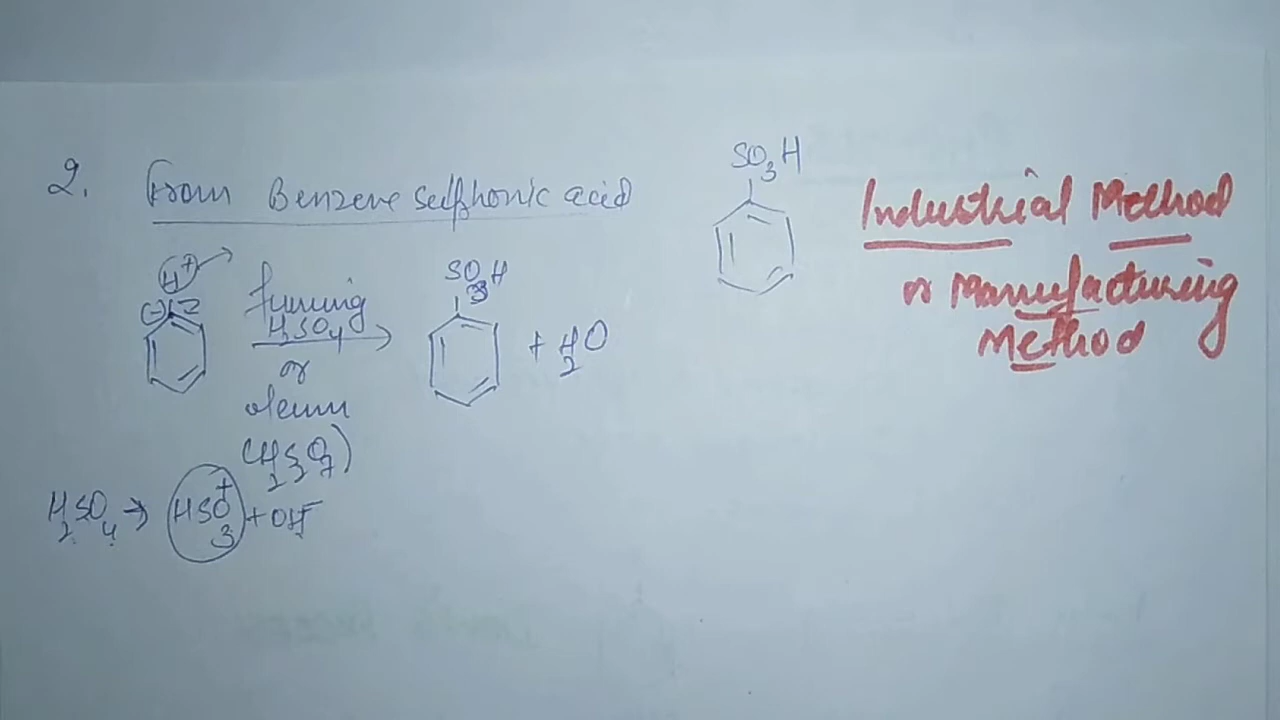 2. From Benzene sulphonic acid
SO3H
Industrial Method
or Manufacturing
Method
H+
fuming
H2SO4
or
oleum
(H2S2O7)
SO3H
+ H2O
H2SO4 → HSO3+ + OH-